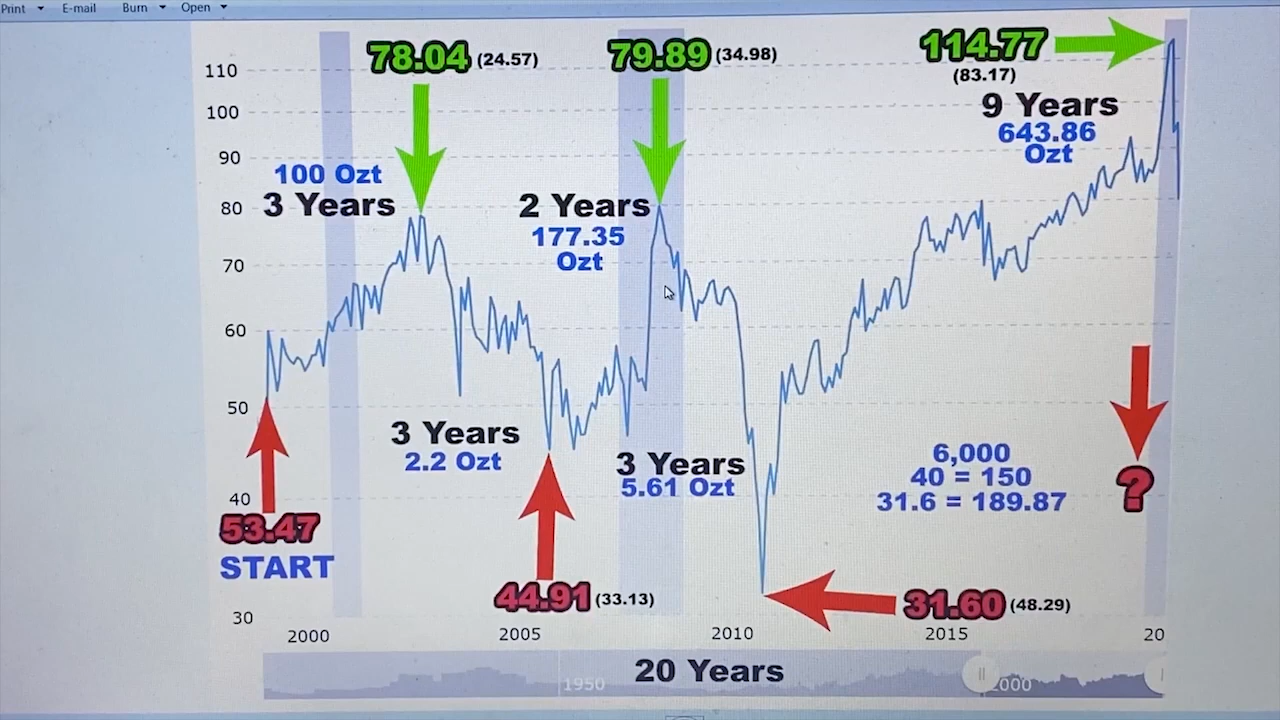 Print E-mail Burn Open
78.04 (24.57)
79.89 (34.98)
114.77
(83.17)
9 Years
643.86
Ozt
110
100
90
80
70
60
50
40
30
100 Ozt
3 Years
2 Years
177.35
Ozt
3 Years
2.2 Ozt
3 Years
5.61 Ozt
6,000
40 = 150
31.6 = 189.87
?
53.47
START
44.91 (33.13)
31.60 (48.29)
2000 2005 2010 2015 20
1950 20 Years 2000